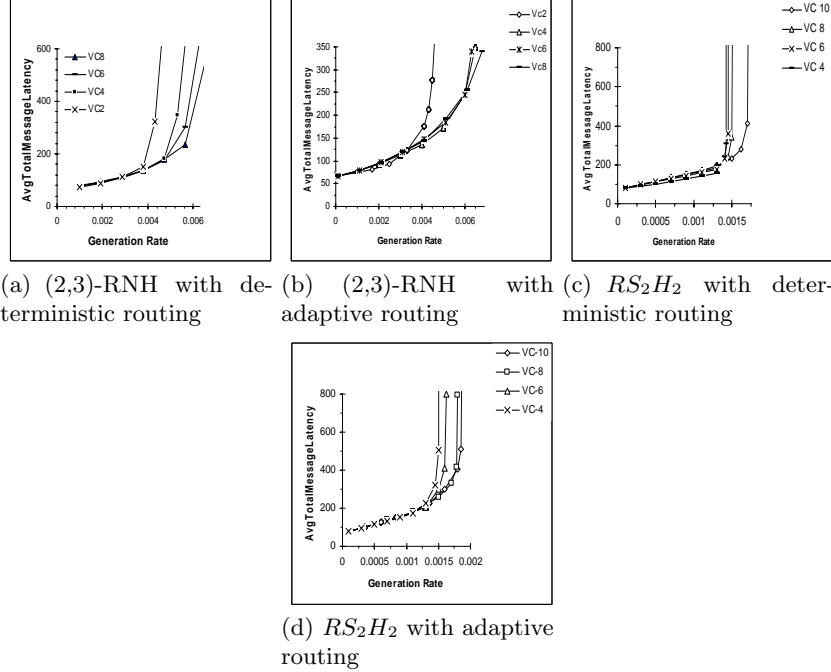 600
400
200
0
AvgTotalMessageLatency
VC8
VC6
VC4
VC2
0 0.002 0.004 0.006
Generation Rate
350
300
250
200
150
100
50
0
AvgTotalMessageLatency
Vc2
Vc4
Vc6
Vc8
0 0.002 0.004 0.006
Generation Rate
800
600
400
200
0
AvgTotalMessageLatency
VC 10
VC 8
VC 6
VC 4
0 0.0005 0.001 0.0015
Generation Rate
(a) (2,3)-RNH with de-
terministic routing
(b) (2,3)-RNH with
adaptive routing
(c) RS₂H₂ with deter-
ministic routing
800
600
400
200
0
AvgTotalMessageLatency
VC-10
VC-8
VC-6
VC-4
0 0.0005 0.001 0.0015 0.002
Generation Rate
(d) RS₂H₂ with adaptive
routing